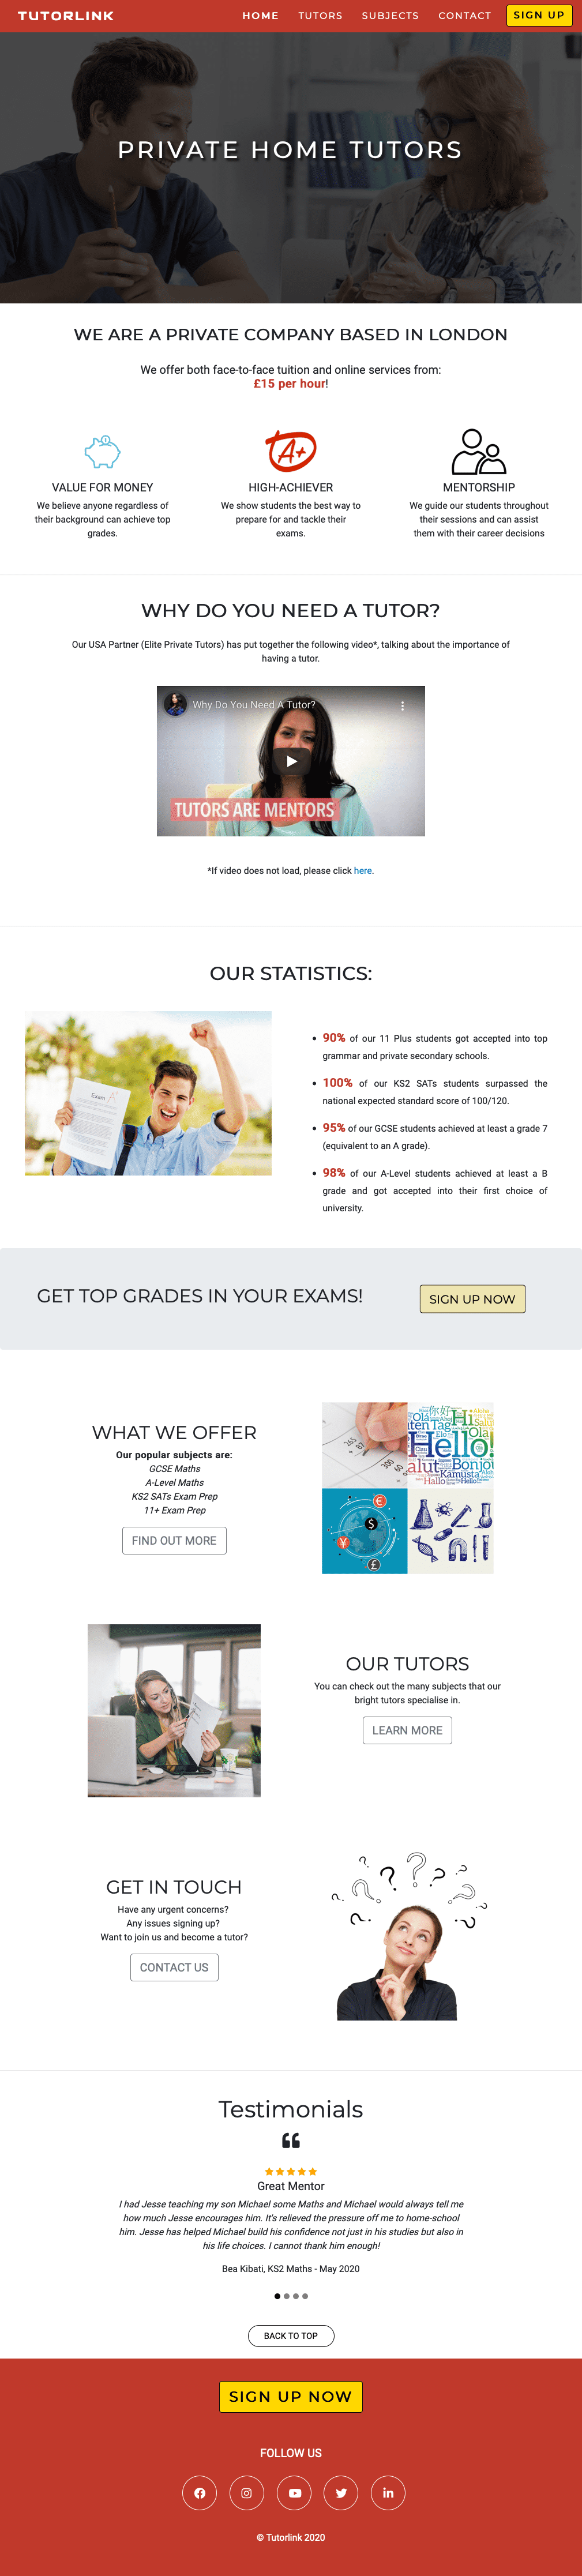 TUTORLINK
HOME TUTORS SUBJECTS CONTACT SIGN UP
PRIVATE HOME TUTORS
WE ARE A PRIVATE COMPANY BASED IN LONDON
We offer both face-to-face tuition and online services from:
£15 per hour!
A+
VALUE FOR MONEY
We believe anyone regardless of
their background can achieve top
grades.
HIGH-ACHIEVER
We show students the best way to
prepare for and tackle their
exams.
MENTORSHIP
We guide our students throughout
their sessions and can assist
them with their career decisions
WHY DO YOU NEED A TUTOR?
Our USA Partner (Elite Private Tutors) has put together the following video*, talking about the importance of
having a tutor.
Why Do You Need A Tutor?
TUTORS ARE MENTORS
*If video does not load, please click here.
OUR STATISTICS:
Exam
90% of our 11 Plus students got accepted into top
grammar and private secondary schools.
100% of our KS2 SATs students surpassed the
national expected standard score of 100/120.
95% of our GCSE students achieved at least a grade 7
(equivalent to an A grade).
98% of our A-Level students achieved at least a B
grade and got accepted into their first choice of
university.
GET TOP GRADES IN YOUR EXAMS!
SIGN UP NOW
WHAT WE OFFER
Our popular subjects are:
GCSE Maths
A-Level Maths
KS2 SATs Exam Prep
11+ Exam Prep
FIND OUT MORE
你好
Hi
Hello!
Bonjour
Kamusta
Hallo
OUR TUTORS
You can check out the many subjects that our
bright tutors specialise in.
LEARN MORE
GET IN TOUCH
Have any urgent concerns?
Any issues signing up?
Want to join us and become a tutor?
CONTACT US
Testimonials
Great Mentor
I had Jesse teaching my son Michael some Maths and Michael would always tell me
how much Jesse encourages him. It's relieved the pressure off me to home-school
him. Jesse has helped Michael build his confidence not just in his studies but also in
his life choices. I cannot thank him enough!
Bea Kibati, KS2 Maths - May 2020
BACK TO TOP
SIGN UP NOW
FOLLOW US
© Tutorlink 2020